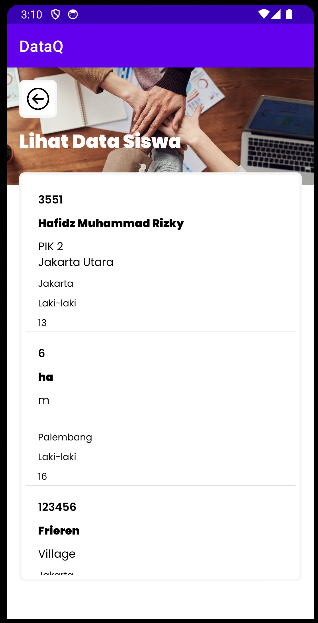 3:10
DataQ
Lihat Data Siswa
3551
Hafidz Muhammad Rizky
PIK 2
Jakarta Utara
Jakarta
Laki-laki
13
6
ha
m
Palembang
Laki-laki
16
123456
Frieren
Village
Jakarta